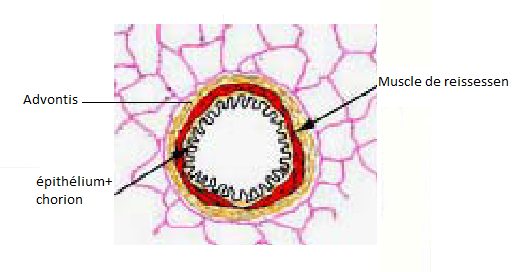 Muscle de reissessen
Advontis
épithélium+
chorion